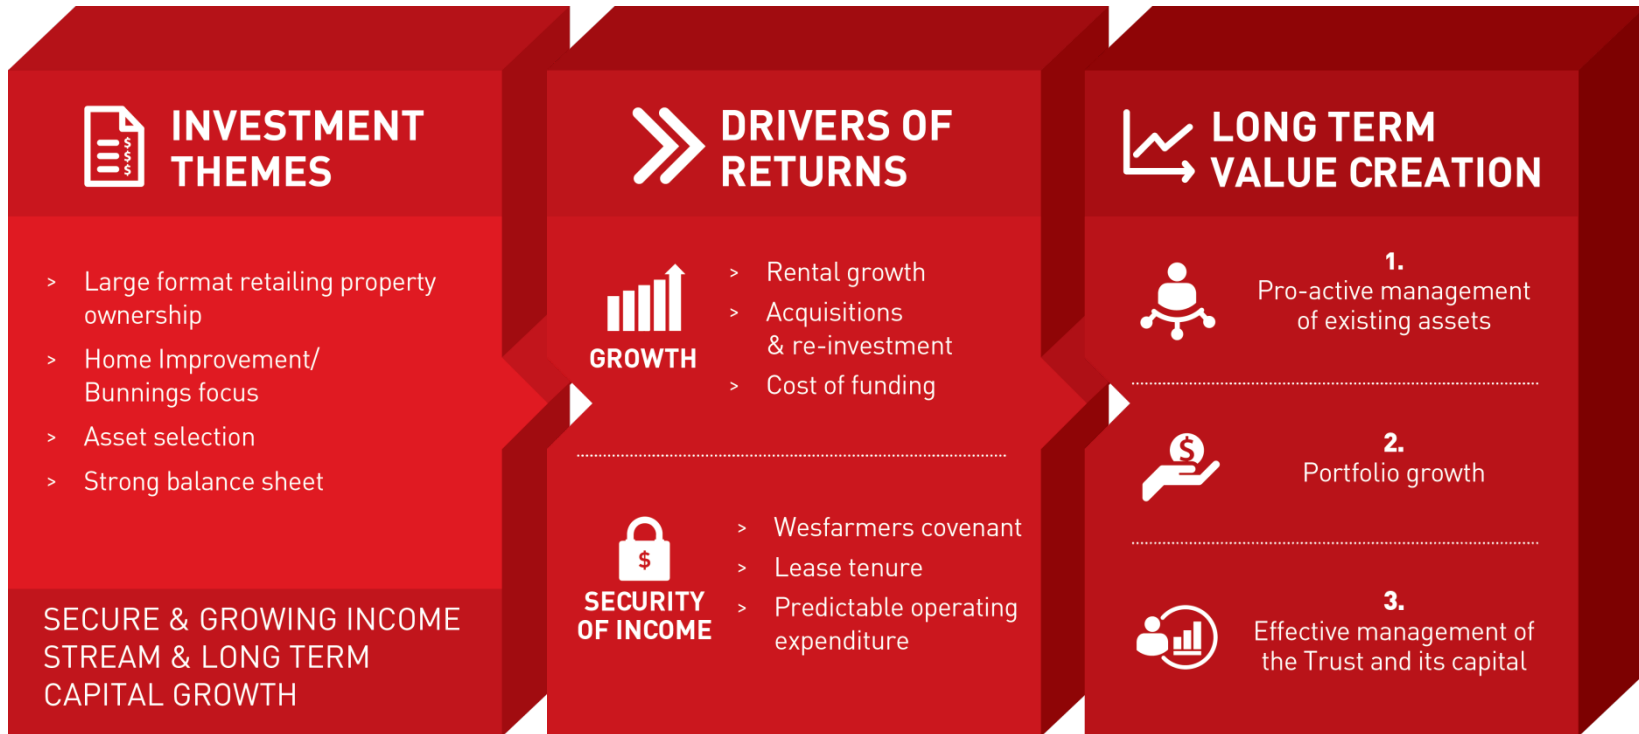 INVESTMENT
THEMES
> Large format retailing property
ownership
> Home Improvement/
Bunnings focus
> Asset selection
> Strong balance sheet
SECURE & GROWING INCOME
STREAM & LONG TERM
CAPITAL GROWTH
DRIVERS OF
RETURNS
GROWTH
> Rental growth
> Acquisitions
& re-investment
> Cost of funding
$
SECURITY
OF INCOME
> Wesfarmers covenant
> Lease tenure
> Predictable operating
expenditure
LONG TERM
VALUE CREATION
1.
Pro-active management
of existing assets
$
2.
Portfolio growth
3.
Effective management of
the Trust and its capital